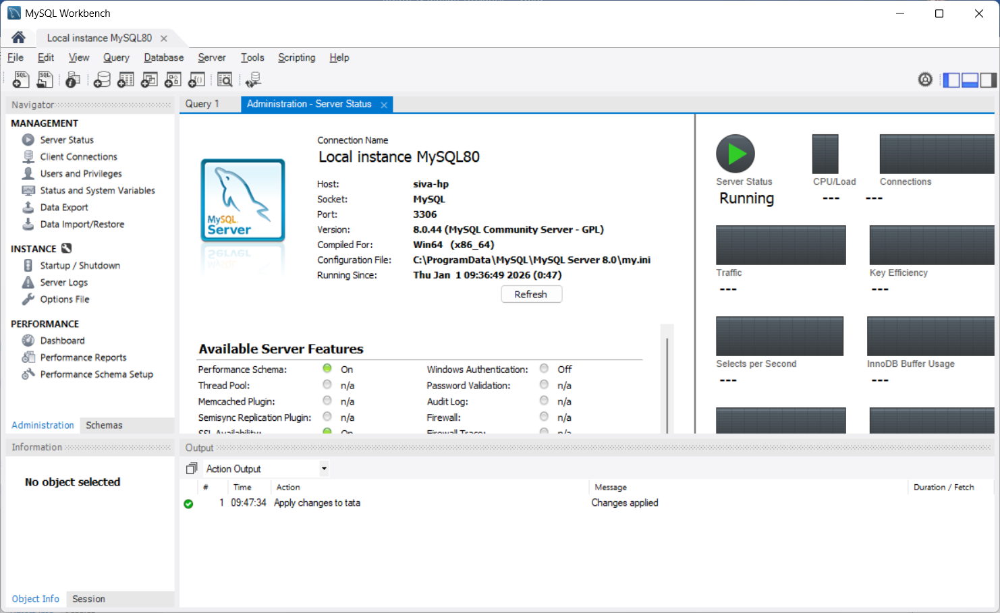 MySQL Workbench
Local instance MySQL80
File Edit View Query Database Server Tools Scripting Help
Navigator
MANAGEMENT
Server Status
Client Connections
Users and Privileges
Status and System Variables
Data Export
Data Import/Restore
INSTANCE
Startup / Shutdown
Server Logs
Options File
PERFORMANCE
Dashboard
Performance Reports
Performance Schema Setup
Administration Schemas
Information
No object selected
Object Info Session
Query 1 Administration - Server Status
MySQL
Server
Connection Name
Local instance MySQL80
Host: siva-hp
Socket: MySQL
Port: 3306
Version: 8.0.44 (MySQL Community Server - GPL)
Compiled For: Win64 (x86_64)
Configuration File: C:\ProgramData\MySQL\MySQL Server 8.0\my.ini
Running Since: Thu Jan 1 09:36:49 2026 (0:47)
Refresh
Available Server Features
Performance Schema: On Windows Authentication: Off
Thread Pool: n/a Password Validation: n/a
Memcached Plugin: n/a Audit Log: n/a
Semisync Replication Plugin: n/a Firewall: n/a
SSL Availability: On Firewall Trace: n/a
Server Status
Running
CPU/Load
---
Connections
---
Traffic
---
Key Efficiency
---
Selects per Second
---
InnoDB Buffer Usage
---
Output
Action Output
# Time Action Message Duration / Fetch
1 09:47:34 Apply changes to tata Changes applied